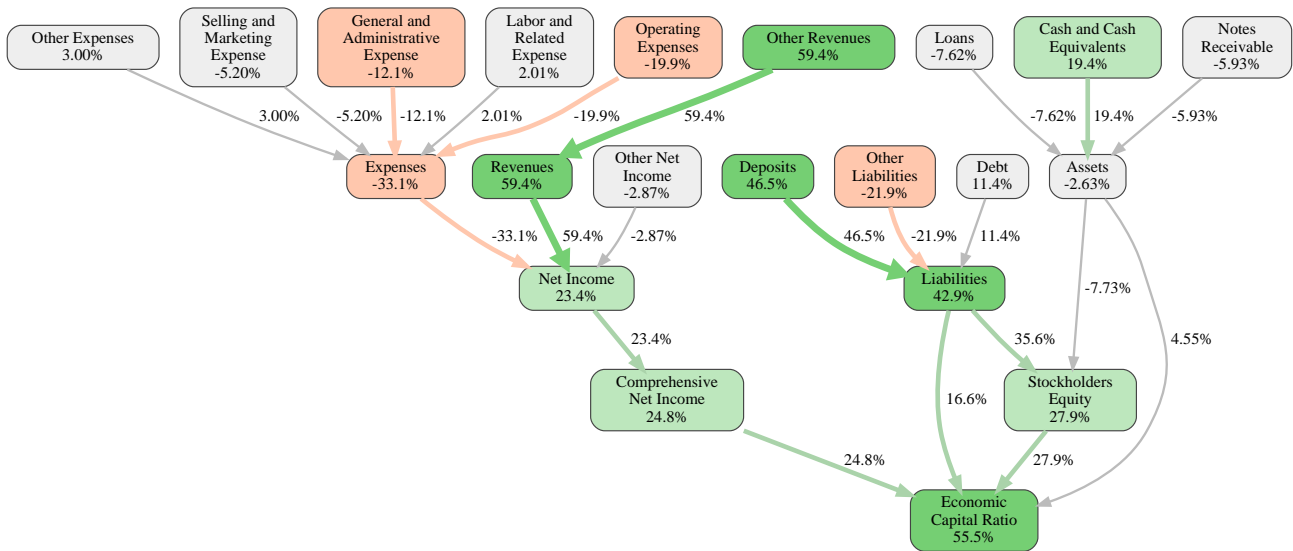 Other Expenses
3.00%
Selling and
Marketing
Expense
-5.20%
General and
Administrative
Expense
-12.1%
Labor and
Related
Expense
2.01%
Operating
Expenses
-19.9%
Other Revenues
59.4%
Loans
-7.62%
Cash and Cash
Equivalents
19.4%
Notes
Receivable
-5.93%
3.00%
-5.20%
-12.1%
2.01%
-19.9%
59.4%
-7.62%
19.4%
-5.93%
Expenses
-33.1%
Revenues
59.4%
Other Net
Income
-2.87%
Deposits
46.5%
Other
Liabilities
-21.9%
Debt
11.4%
Assets
-2.63%
-33.1%
59.4%
-2.87%
46.5%
-21.9%
11.4%
Net Income
23.4%
Liabilities
42.9%
-7.73%
23.4%
35.6%
4.55%
Comprehensive
Net Income
24.8%
16.6%
Stockholders
Equity
27.9%
24.8%
27.9%
Economic
Capital Ratio
55.5%